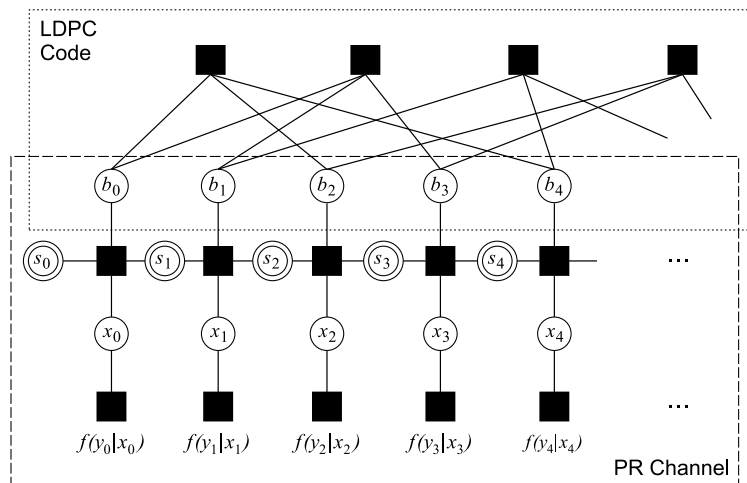 LDPC
Code
b₀ b₁ b₂ b₃ b₄
s₀ s₁ s₂ s₃ s₄ ...
x₀ x₁ x₂ x₃ x₄
...
f(y₀|x₀) f(y₁|x₁) f(y₂|x₂) f(y₃|x₃) f(y₄|x₄)
PR Channel